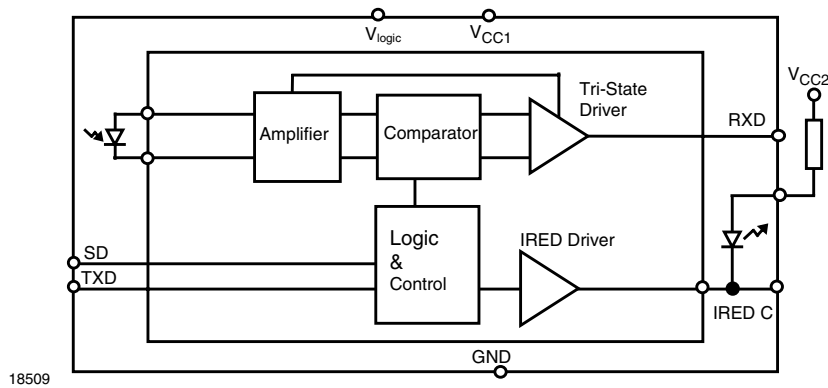 Vlogic
VCC1
VCC2
Tri-State
Driver
RXD
Amplifier
Comparator
Logic
&
Control
IRED Driver
SD
TXD
IRED C
GND
18509